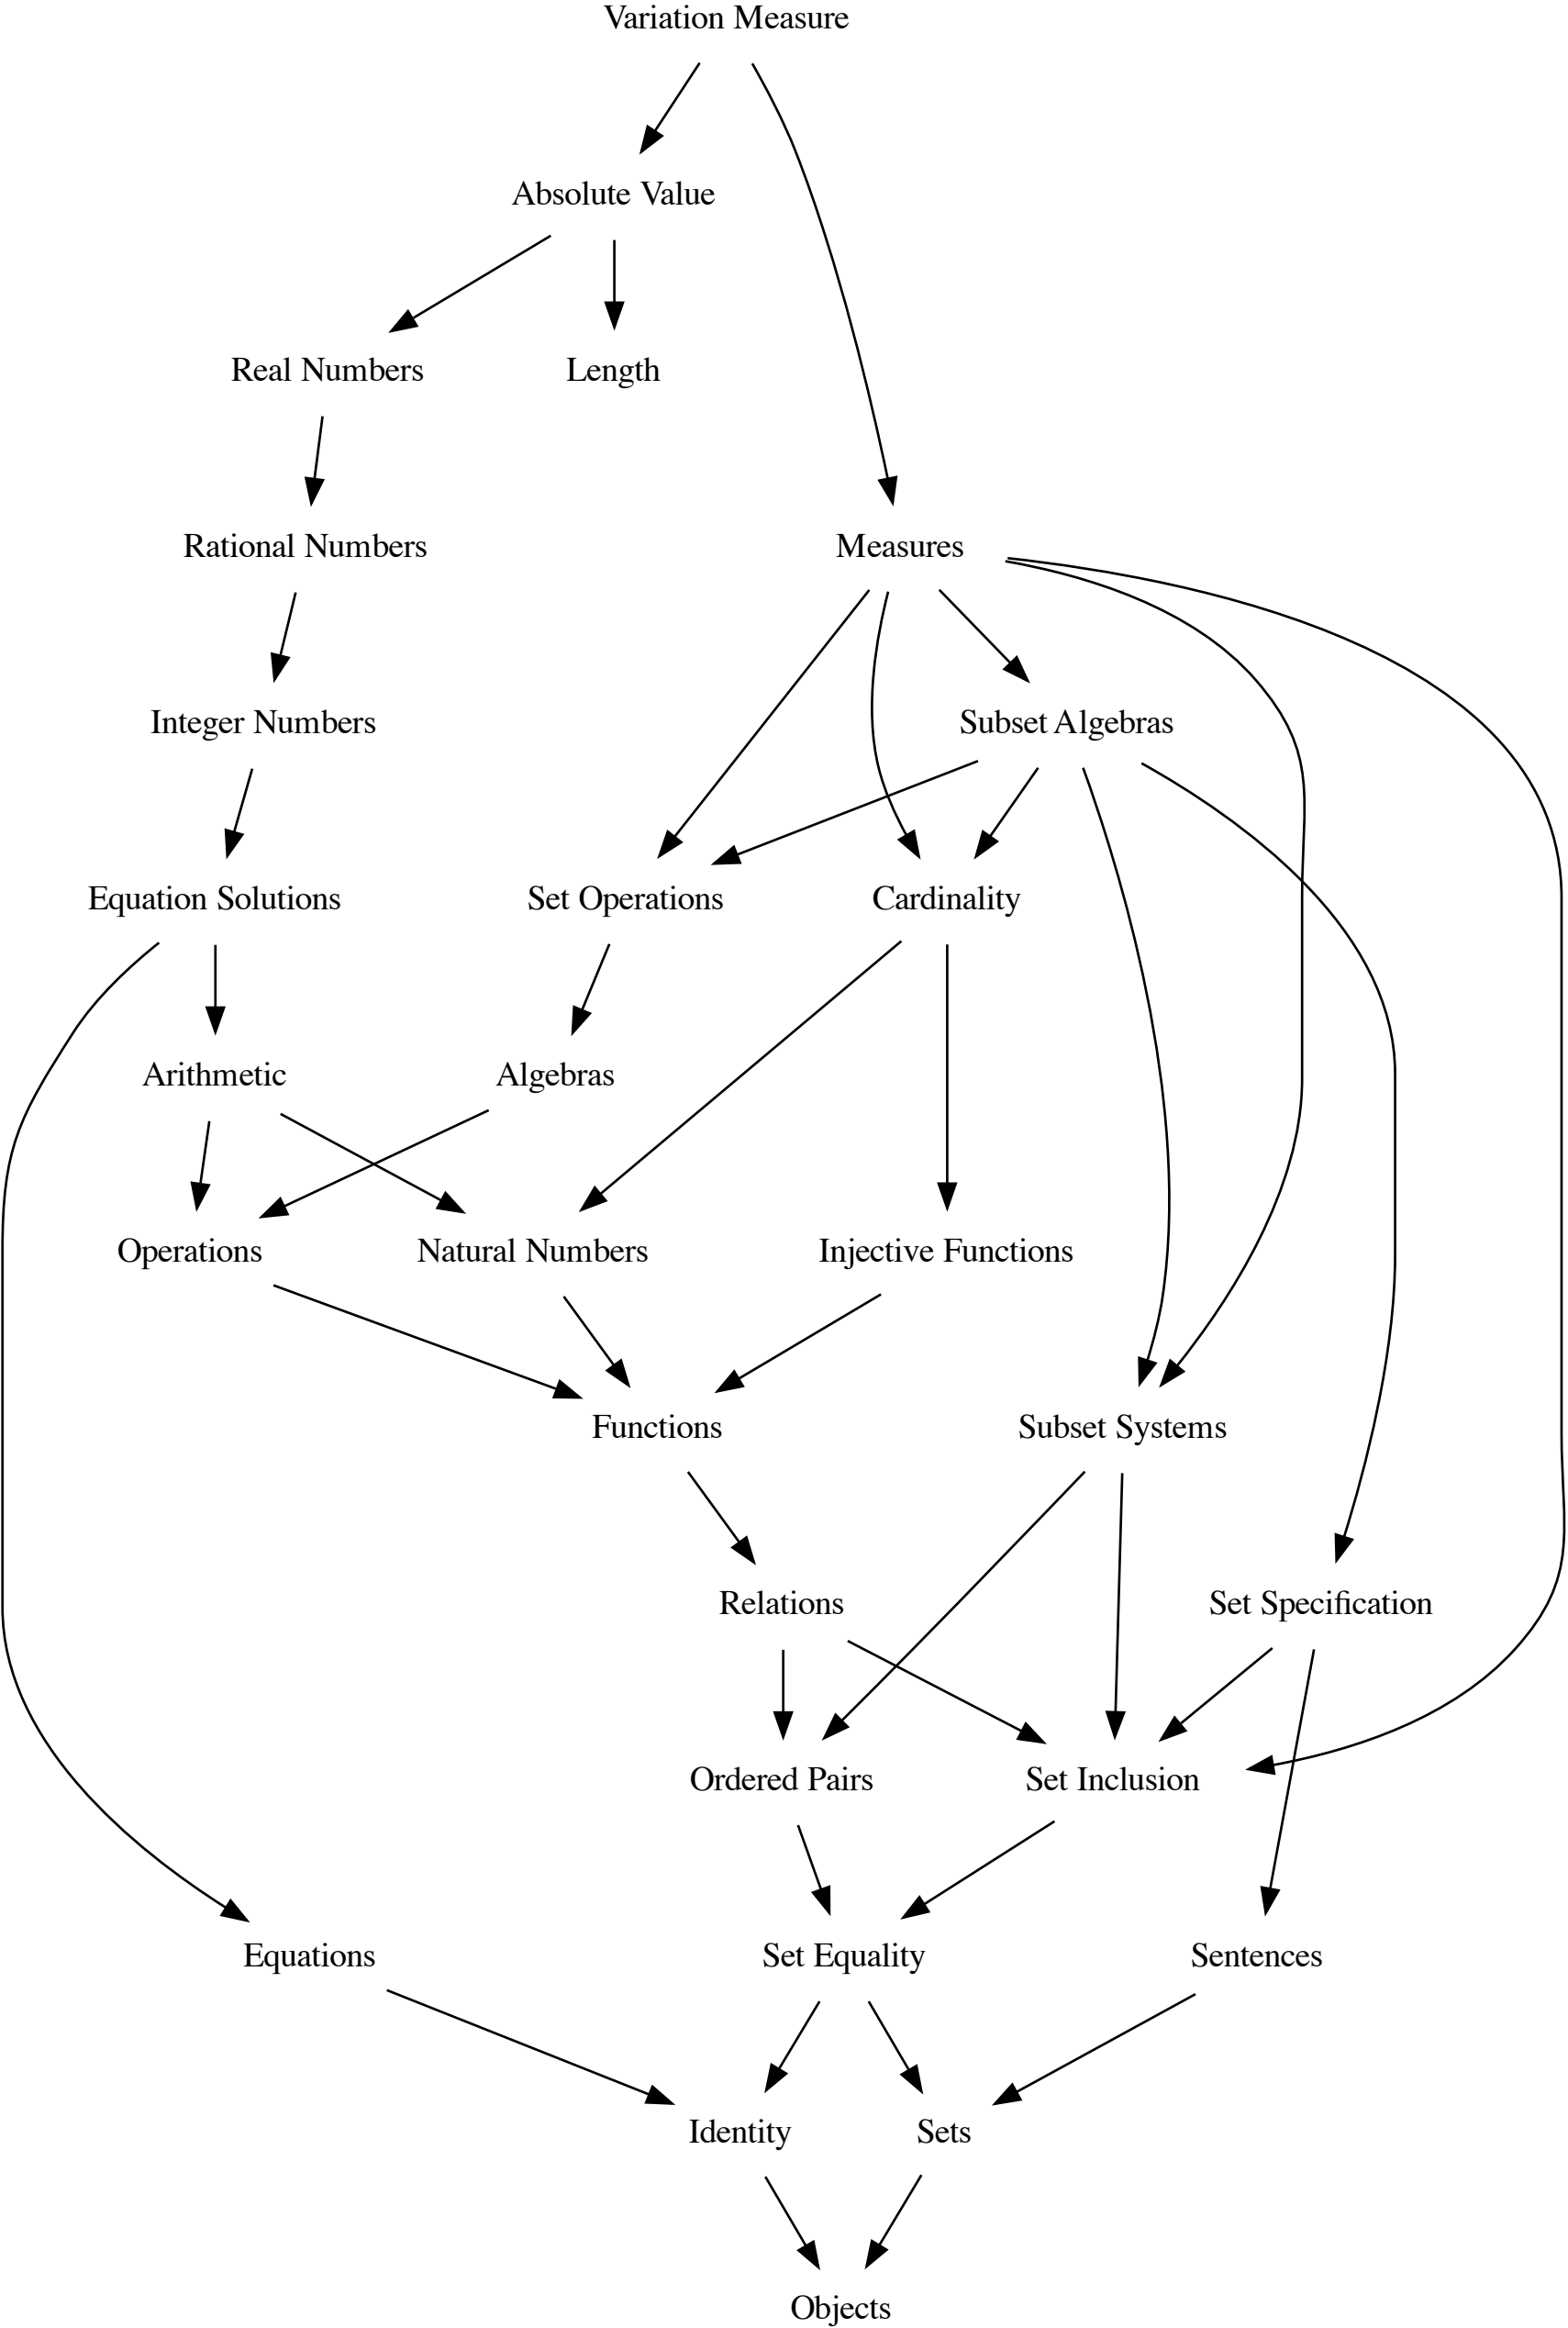 Variation Measure
Absolute Value
Real Numbers
Length
Rational Numbers
Measures
Integer Numbers
Subset Algebras
Equation Solutions
Set Operations
Cardinality
Arithmetic
Algebras
Operations
Natural Numbers
Injective Functions
Functions
Subset Systems
Relations
Set Specification
Ordered Pairs
Set Inclusion
Equations
Set Equality
Sentences
Identity
Sets
Objects